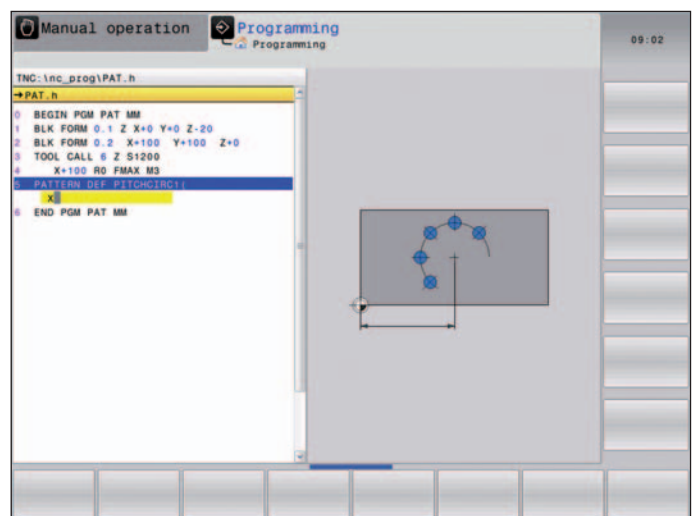 Manual operation
Programming
Programming
09:02
TNC:\nc_prog\PAT.h
→PAT.h
0 BEGIN PGM PAT MM
1 BLK FORM 0.1 Z X+0 Y+0 Z-20
2 BLK FORM 0.2 X+100 Y+100 Z+0
3 TOOL CALL 6 Z S1200
4 X+100 R0 FMAX M3
5 PATTERN DEF PITCHCIRC1(
X
6 END PGM PAT MM